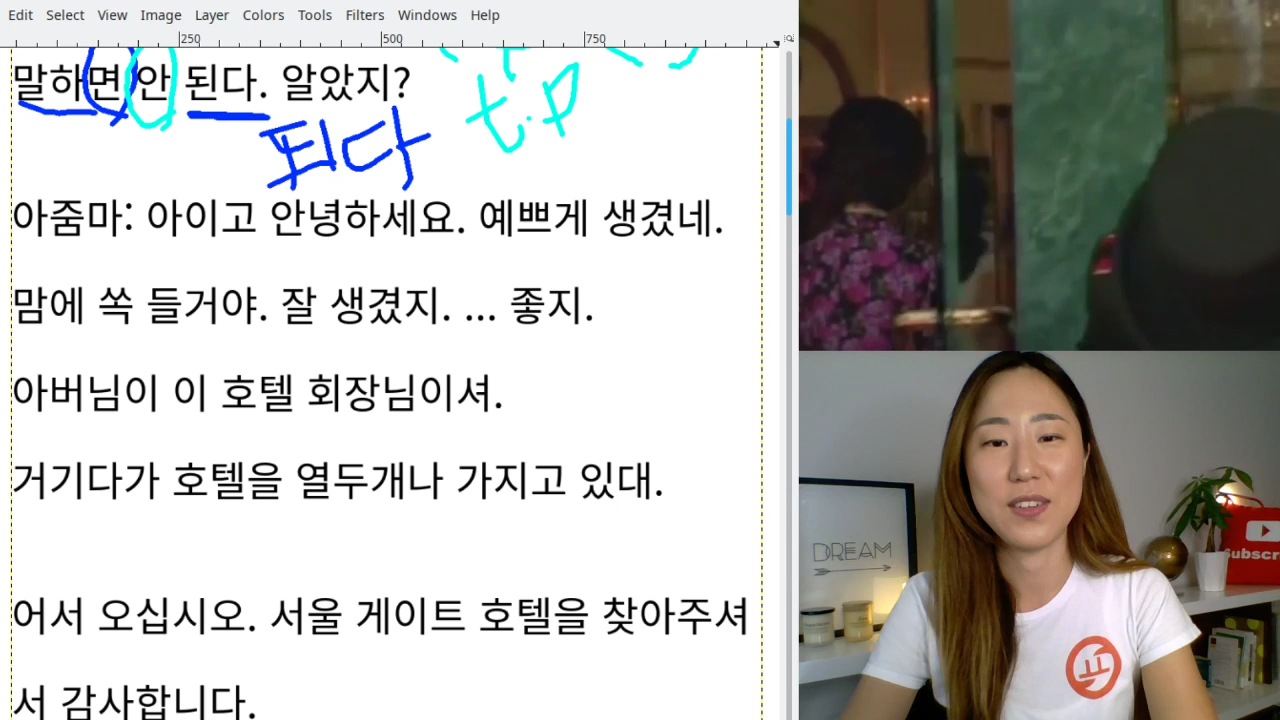 Edit Select View Image Layer Colors Tools Filters Windows Help
250 500 750
말하면 안 된다. 알았지?
t.p
되다
아줌마: 아이고 안녕하세요. 예쁘게 생겼네.
맘에 쏙 들거야. 잘 생겼지. ... 좋지.
아버님이 이 호텔 회장님이셔.
거기다가 호텔을 열두개나 가지고 있대.
어서 오십시오. 서울 게이트 호텔을 찾아주셔
서 감사합니다.
DREAM
Subscr